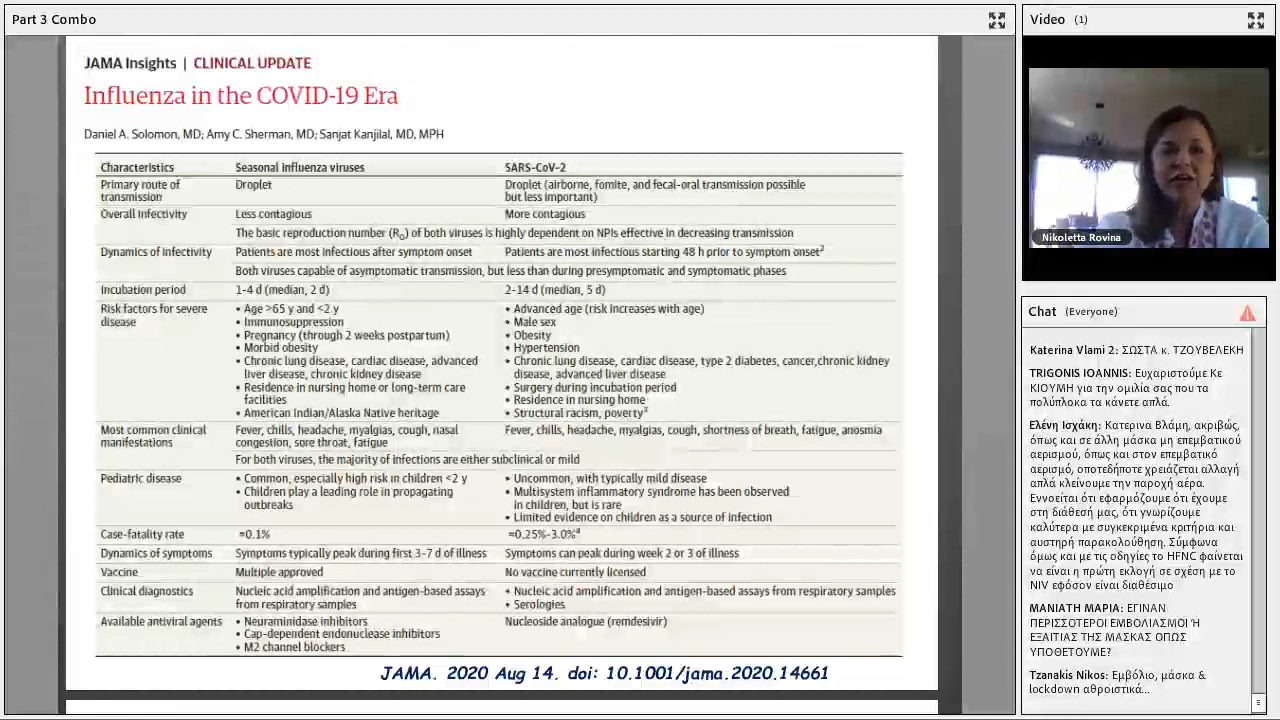 Part 3 Combo
JAMA Insights | CLINICAL UPDATE
Influenza in the COVID-19 Era
Daniel A. Solomon, MD; Amy C. Sherman, MD; Sanjat Kanjilal, MD, MPH
Characteristics Seasonal influenza viruses SARS-CoV-2
Primary route of transmission Droplet Droplet (airborne, fomite, and fecal-oral transmission possible
but less important)
Overall infectivity Less contagious More contagious
The basic reproduction number (R0) of both viruses is highly dependent on NPIs effective in decreasing transmission
Dynamics of infectivity Patients are most infectious after symptom onset Patients are most infectious starting 48 h prior to symptom onset2
Both viruses capable of asymptomatic transmission, but less than during presymptomatic and symptomatic phases
Incubation period 1-4 d (median, 2 d) 2-14 d (median, 5 d)
Risk factors for severe
disease
• Age >65 y and <2 y
• Immunosuppression
• Pregnancy (through 2 weeks postpartum)
• Morbid obesity
• Chronic lung disease, cardiac disease, advanced
liver disease, chronic kidney disease
• Residence in nursing home or long-term care
facilities
• American Indian/Alaska Native heritage
• Advanced age (risk increases with age)
• Male sex
• Obesity
• Hypertension
• Chronic lung disease, cardiac disease, type 2 diabetes, cancer,chronic kidney
disease, advanced liver disease
• Surgery during incubation period
• Residence in nursing home
• Structural racism, poverty3
Most common clinical
manifestations
Fever, chills, headache, myalgias, cough, nasal
congestion, sore throat, fatigue
Fever, chills, headache, myalgias, cough, shortness of breath, fatigue, anosmia
For both viruses, the majority of infections are either subclinical or mild
Pediatric disease
• Common, especially high risk in children <2 y
• Children play a leading role in propagating
outbreaks
• Uncommon, with typically mild disease
• Multisystem inflammatory syndrome has been observed
in children, but is rare
• Limited evidence on children as a source of infection
Case-fatality rate ≈0.1% ≈0.25%-3.0%4
Dynamics of symptoms Symptoms typically peak during first 3-7 d of illness Symptoms can peak during week 2 or 3 of illness
Vaccine Multiple approved No vaccine currently licensed
Clinical diagnostics
Nucleic acid amplification and antigen-based assays
from respiratory samples
• Nucleic acid amplification and antigen-based assays from respiratory samples
• Serologies
Available antiviral agents
• Neuraminidase inhibitors
• Cap-dependent endonuclease inhibitors
• M2 channel blockers
Nucleoside analogue (remdesivir)
JAMA. 2020 Aug 14. doi: 10.1001/jama.2020.14661
Video (1)
Nikoletta Rovina
Chat (Everyone)
Katerina Vlami 2: ΣΩΣΤΑ κ. ΤΖΟΥΒΕΛΕΚΗ
TRIGONIS IOANNIS: Ευχαριστούμε Κε
ΚΙΟΥΜΗ για την ομιλία σας που τα
πολύπλοκα τα κάνετε απλά.
Ελένη Ισχάκη: Κατερινα Βλάμη, ακριβώς,
όπως και σε άλλη μάσκα μη επεμβατικού
αερισμού, όπως και στον επεμβατικό
αερισμό, οποτεδήποτε χρειάζεται αλλαγή
απλά κλείνουμε την παροχή αέρα.
Εννοείται ότι εφαρμόζουμε ότι έχουμε
στη διάθεσή μας, ότι γνωρίζουμε
καλύτερα με συγκεκριμένα κριτήρια και
αυστηρή παρακολούθηση. Σύμφωνα
όμως και με τις οδηγίες το HFNC φαίνεται
να είναι η πρώτη εκλογή σε σχέση με το
NIV εφόσον είναι διαθέσιμο
ΜΑΝΙΑΤΗ ΜΑΡΙΑ: ΕΓΙΝΑΝ
ΠΕΡΙΣΣΟΤΕΡΟΙ ΕΜΒΟΛΙΑΣΜΟΙ Ή
ΕΞΑΙΤΙΑΣ ΤΗΣ ΜΑΣΚΑΣ ΟΠΩΣ
ΥΠΟΘΕΤΟΥΜΕ?
Tzanakis Nikos: Εμβόλιο, μάσκα &
lockdown αθροιστικά...